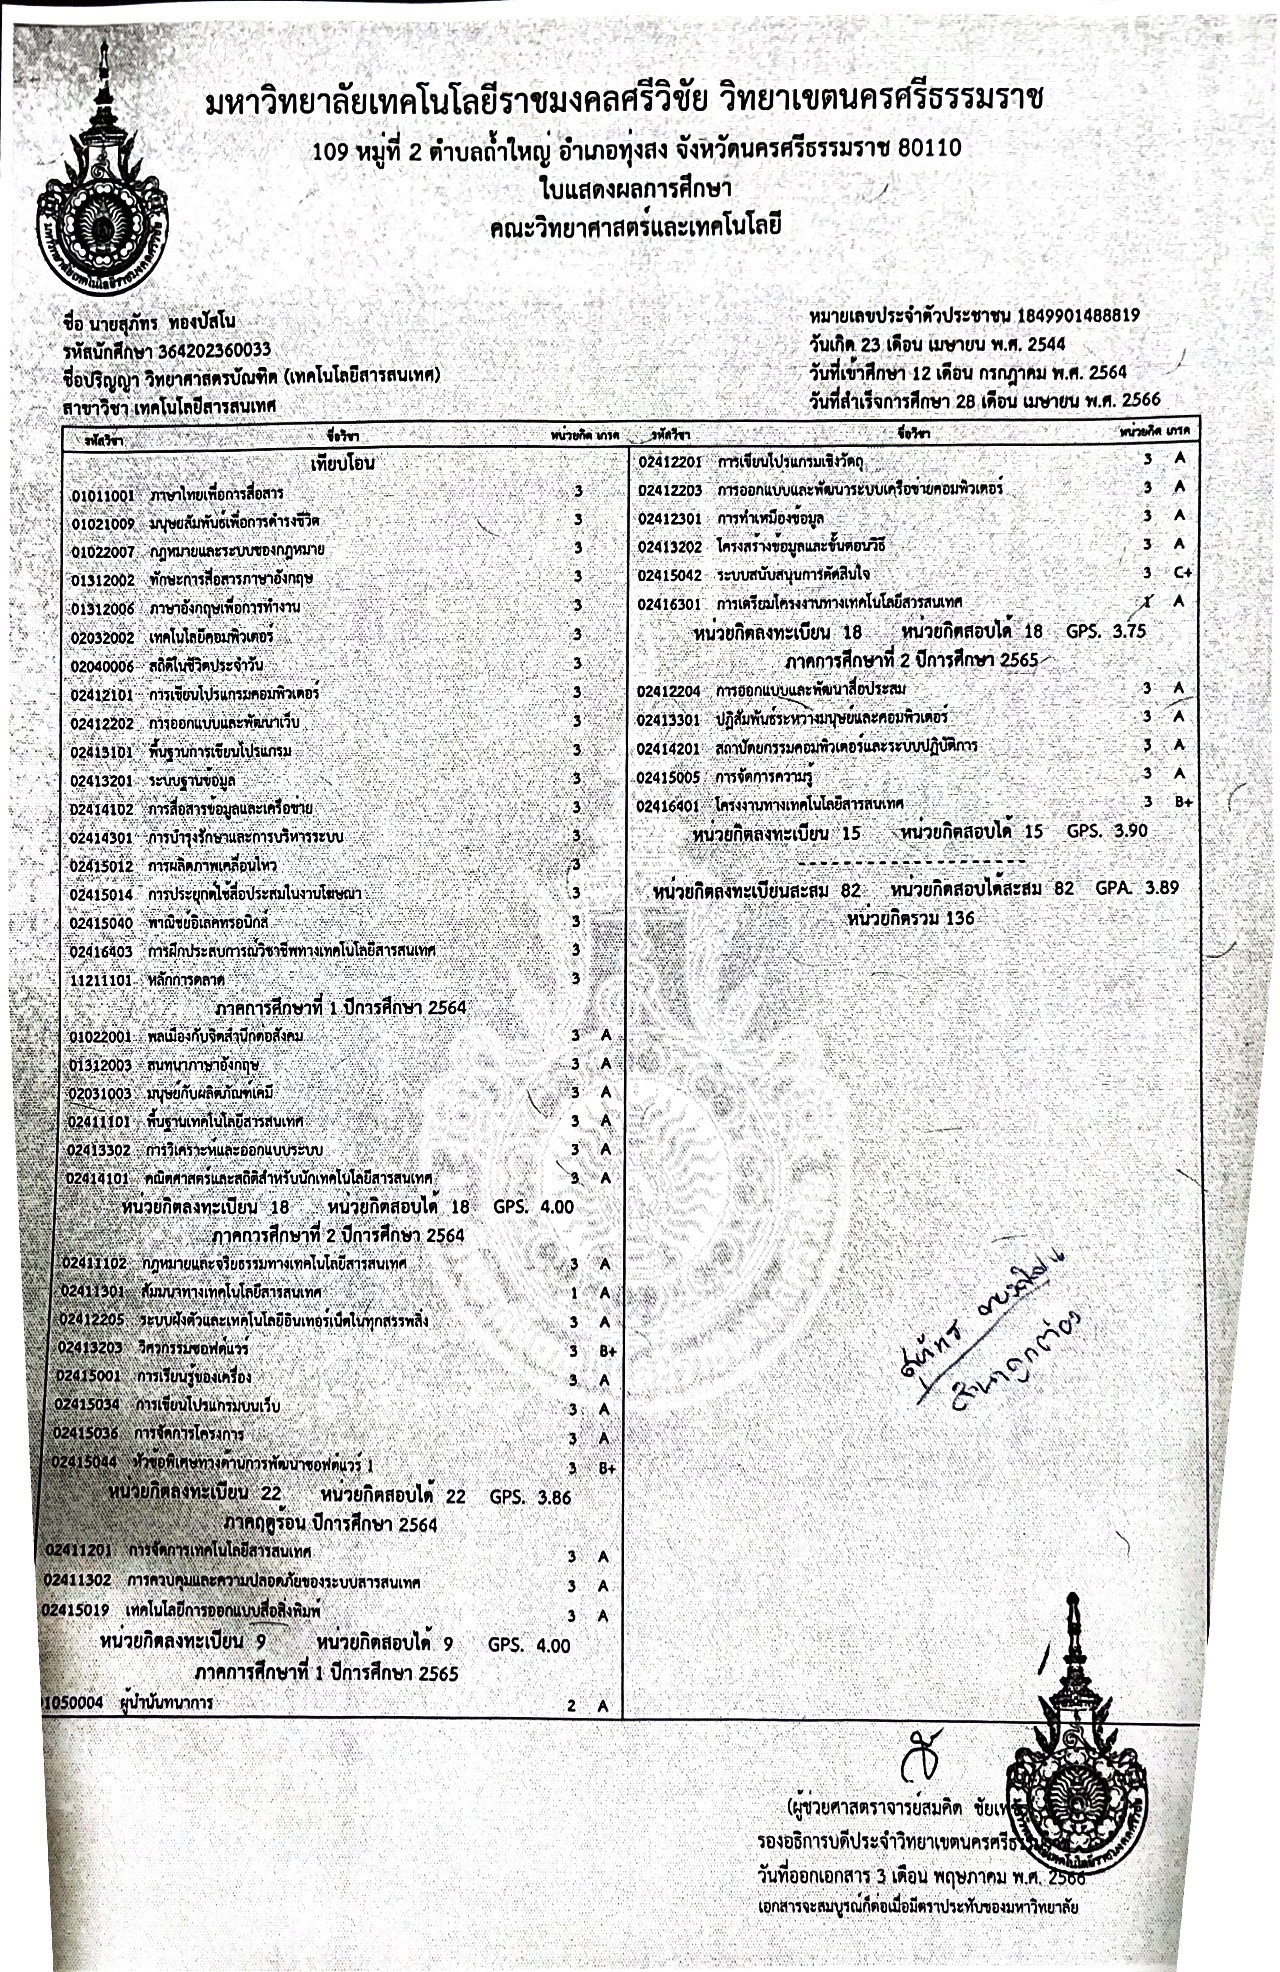 มหาวิทยาลัยเทคโนโลยีราชมงคลศรีวิชัย วิทยาเขตนครศรีธรรมราช
109 หมู่ที่ 2 ตำบลถ้ำใหญ่ อำเภอทุ่งสง จังหวัดนครศรีธรรมราช 80110
ใบแสดงผลการศึกษา
คณะวิทยาศาสตร์และเทคโนโลยี
มหาวิทยาลัยเทคโนโลยีราชมงคลศรีวิชัย
ชื่อ นายสุภัทร ทองปัสโน
รหัสนักศึกษา 364202360033
ชื่อปริญญา วิทยาศาสตรบัณฑิต (เทคโนโลยีสารสนเทศ)
สาขาวิชา เทคโนโลยีสารสนเทศ
หมายเลขประจำตัวประชาชน 1849901488819
วันเกิด 23 เดือน เมษายน พ.ศ. 2544
วันที่เข้าศึกษา 12 เดือน กรกฎาคม พ.ศ. 2564
วันที่สำเร็จการศึกษา 28 เดือน เมษายน พ.ศ. 2566
รหัสวิชา ชื่อวิชา หน่วยกิต เกรด
เทียบโอน
01011001 ภาษาไทยเพื่อการสื่อสาร 3
01021009 มนุษยสัมพันธ์เพื่อการดำรงชีวิต 3
01022007 กฎหมายและระบบของกฎหมาย 3
01312002 ทักษะการสื่อสารภาษาอังกฤษ 3
01312006 ภาษาอังกฤษเพื่อการทำงาน 3
02032002 เทคโนโลยีคอมพิวเตอร์ 3
02040006 สถิติในชีวิตประจำวัน 3
02412101 การเขียนโปรแกรมคอมพิวเตอร์ 3
02412202 การออกแบบและพัฒนาเว็บ 3
02413101 พื้นฐานการเขียนโปรแกรม 3
02413201 ระบบฐานข้อมูล 3
02414102 การสื่อสารข้อมูลและเครือข่าย 3
02414301 การบำรุงรักษาและการบริหารระบบ 3
02415012 การผลิตภาพเคลื่อนไหว 3
02415014 การประยุกต์ใช้สื่อประสมในงานโฆษณา 3
02415040 พาณิชย์อิเลคทรอนิกส์ 3
02416403 การฝึกประสบการณ์วิชาชีพทางเทคโนโลยีสารสนเทศ 3
11211101 หลักการตลาด 3
ภาคการศึกษาที่ 1 ปีการศึกษา 2564
01022001 พลเมืองกับจิตสำนึกต่อสังคม 3 A
01312003 สนทนาภาษาอังกฤษ 3 A
02031003 มนุษย์กับผลิตภัณฑ์เคมี 3 A
02411101 พื้นฐานเทคโนโลยีสารสนเทศ 3 A
02413302 การวิเคราะห์และออกแบบระบบ 3 A
02414101 คณิตศาสตร์และสถิติสำหรับนักเทคโนโลยีสารสนเทศ 3 A
หน่วยกิตลงทะเบียน 18 หน่วยกิตสอบได้ 18 GPS. 4.00
ภาคการศึกษาที่ 2 ปีการศึกษา 2564
02411102 กฎหมายและจริยธรรมทางเทคโนโลยีสารสนเทศ 3 A
02411301 สัมมนาทางเทคโนโลยีสารสนเทศ 1 A
02412205 ระบบฝังตัวและเทคโนโลยีอินเทอร์เน็ตในทุกสรรพสิ่ง 3 A
02413203 วิศวกรรมซอฟต์แวร์ 3 B+
02415001 การเรียนรู้ของเครื่อง 3 A
02415034 การเขียนโปรแกรมบนเว็บ 3 A
02415036 การจัดการโครงการ 3 A
02415044 หัวข้อพิเศษทางด้านการพัฒนาซอฟต์แวร์ 1 3 B+
หน่วยกิตลงทะเบียน 22 หน่วยกิตสอบได้ 22 GPS. 3.86
ภาคฤดูร้อน ปีการศึกษา 2564
02411201 การจัดการเทคโนโลยีสารสนเทศ 3 A
02411302 การควบคุมและความปลอดภัยของระบบสารสนเทศ 3 A
02415019 เทคโนโลยีการออกแบบสื่อสิ่งพิมพ์ 3 A
หน่วยกิตลงทะเบียน 9 หน่วยกิตสอบได้ 9 GPS. 4.00
ภาคการศึกษาที่ 1 ปีการศึกษา 2565
01050004 ผู้นำนันทนาการ 2 A
รหัสวิชา ชื่อวิชา หน่วยกิต เกรด
02412201 การเขียนโปรแกรมเชิงวัตถุ 3 A
02412203 การออกแบบและพัฒนาระบบเครือข่ายคอมพิวเตอร์ 3 A
02412301 การทำเหมืองข้อมูล 3 A
02413202 โครงสร้างข้อมูลและขั้นตอนวิธี 3 A
02415042 ระบบสนับสนุนการตัดสินใจ 3 C+
02416301 การเตรียมโครงงานทางเทคโนโลยีสารสนเทศ 1 A
หน่วยกิตลงทะเบียน 18 หน่วยกิตสอบได้ 18 GPS. 3.75
ภาคการศึกษาที่ 2 ปีการศึกษา 2565
02412204 การออกแบบและพัฒนาสื่อประสม 3 A
02413301 ปฏิสัมพันธ์ระหว่างมนุษย์และคอมพิวเตอร์ 3 A
02414201 สถาปัตยกรรมคอมพิวเตอร์และระบบปฏิบัติการ 3 A
02415005 การจัดการความรู้ 3 A
02416401 โครงงานทางเทคโนโลยีสารสนเทศ 3 B+
หน่วยกิตลงทะเบียน 15 หน่วยกิตสอบได้ 15 GPS. 3.90
หน่วยกิตลงทะเบียนสะสม 82 หน่วยกิตสอบได้สะสม 82 GPA. 3.89
หน่วยกิตรวม 136
สุภัทร ทองปัสโน
สำเนาถูกต้อง
(ผู้ช่วยศาสตราจารย์สมคิด
รองอธิการบดีประจำวิทยาเขตนครศรีธรรมราช
วันที่ออกเอกสาร 3 เดือน พฤษภาคม พ.ศ. 2566
เอกสารจะสมบูรณ์ก็ต่อเมื่อมีตราประทับของมหาวิทยาลัย